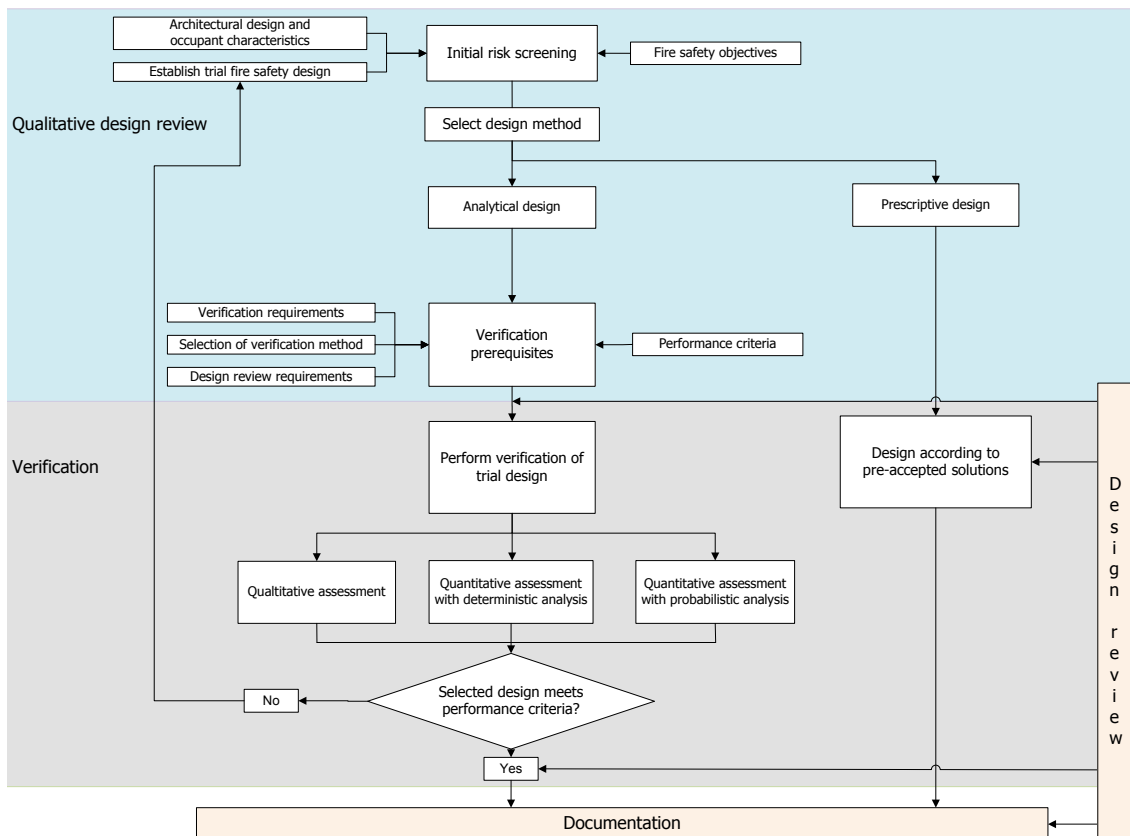 Architectural design and
occupant characteristics
Initial risk screening
Fire safety objectives
Establish trial fire safety design
Qualitative design review
Select design method
Analytical design
Prescriptive design
Verification requirements
Selection of verification method
Design review requirements
Verification
prerequisites
Performance criteria
Verification
Perform verification of
trial design
Design according to
pre-accepted solutions
Design review
Qualtitative assessment
Quantitative assessment
with deterministic analysis
Quantitative assessment
with probabilistic analysis
Selected design meets
performance criteria?
No
Yes
Documentation